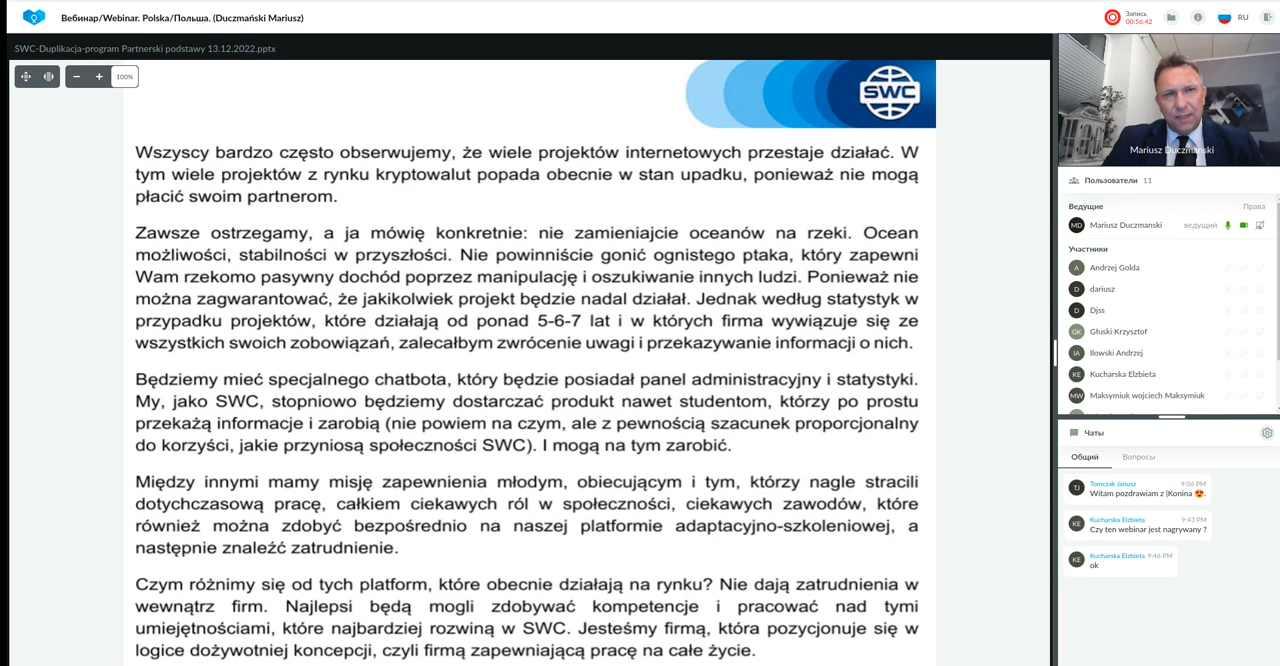 Вебинар/Webinar. Polska/Польша. (Duczmański Mariusz)
Запись
00:56:42
RU
SWC-Duplikacja-program Partnerski podstawy 13.12.2022.pptx
100%
SWC
Wszyscy bardzo często obserwujemy, że wiele projektów internetowych przestaje działać. W
tym wiele projektów z rynku kryptowalut popada obecnie w stan upadku, ponieważ nie mogą
płacić swoim partnerom.
Zawsze ostrzegamy, a ja mówię konkretnie: nie zamieniajcie oceanów na rzeki. Ocean
możliwości, stabilności w przyszłości. Nie powinniście gonić ognistego ptaka, który zapewni
Wam rzekomo pasywny dochód poprzez manipulację i oszukiwanie innych ludzi. Ponieważ nie
można zagwarantować, że jakikolwiek projekt będzie nadal działał. Jednak według statystyk w
przypadku projektów, które działają od ponad 5-6-7 lat i w których firma wywiązuje się ze
wszystkich swoich zobowiązań, zalecałbym zwrócenie uwagi i przekazywanie informacji o nich.
Będziemy mieć specjalnego chatbota, który będzie posiadał panel administracyjny i statystyki.
My, jako SWC, stopniowo będziemy dostarczać produkt nawet studentom, którzy po prostu
przekażą informacje i zarobią (nie powiem na czym, ale z pewnością szacunek proporcjonalny
do korzyści, jakie przyniosą społeczności SWC). I mogą na tym zarobić.
Między innymi mamy misję zapewnienia młodym, obiecującym i tym, którzy nagle stracili
dotychczasową pracę, całkiem ciekawych ról w społeczności, ciekawych zawodów, które
również można zdobyć bezpośrednio na naszej platformie adaptacyjno-szkoleniowej, a
następnie znaleźć zatrudnienie.
Czym różnimy się od tych platform, które obecnie działają na rynku? Nie dają zatrudnienia w
wewnątrz firm. Najlepsi będą mogli zdobywać kompetencje i pracować nad tymi
umiejętnościami, które najbardziej rozwiną w SWC. Jesteśmy firmą, która pozycjonuje się w
logice dożywotniej koncepcji, czyli firmą zapewniającą pracę na całe życie.
Mariusz Duczmanski
Пользователи 11
Ведущие Права
MD Mariusz Duczmanski ведущий
Участники
A Andrzej Golda
D dariusz
D Djss
GK Głuski Krzysztof
IA Ilowski Andrzej
KE Kucharska Elzbieta
MW Maksymiuk wojciech Maksymiuk
Чаты
Общий Вопросы
TJ Tomczak Janusz 9:06 PM
Witam pozdrawiam z |Konina 😍.
KE Kucharska Elzbieta 9:43 PM
Czy ten webinar jest nagrywany ?
KE Kucharska Elzbieta 9:46 PM
ok